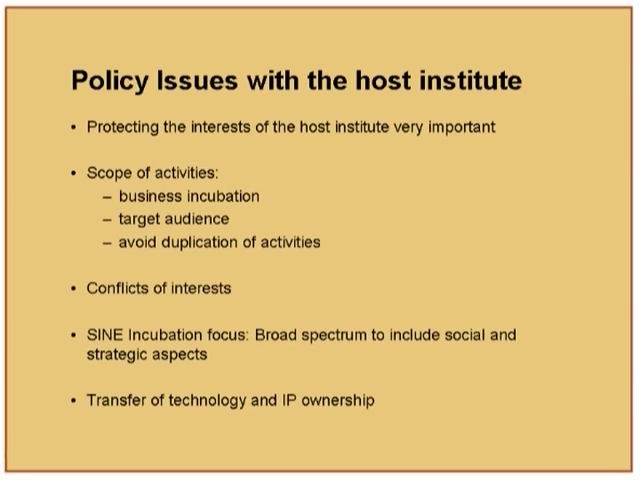 Policy Issues with the host institute
• Protecting the interests of the host institute very important
• Scope of activities:
– business incubation
– target audience
– avoid duplication of activities
• Conflicts of interests
• SINE Incubation focus: Broad spectrum to include social and
strategic aspects
• Transfer of technology and IP ownership